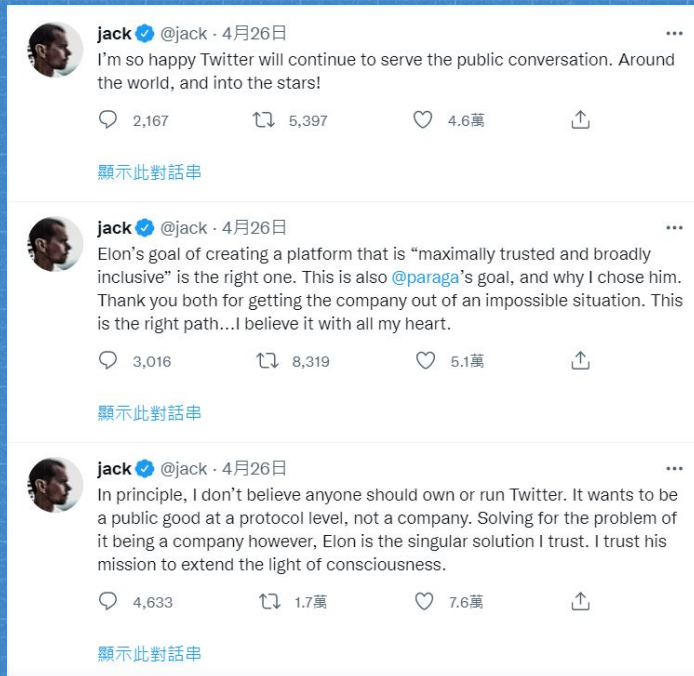 jack @jack · 4月26日
I’m so happy Twitter will continue to serve the public conversation. Around
the world, and into the stars!
2,167 5,397 4.6萬
顯示此對話串
jack @jack · 4月26日
Elon’s goal of creating a platform that is “maximally trusted and broadly
inclusive” is the right one. This is also @paraga’s goal, and why I chose him.
Thank you both for getting the company out of an impossible situation. This
is the right path...I believe it with all my heart.
3,016 8,319 5.1萬
顯示此對話串
jack @jack · 4月26日
In principle, I don’t believe anyone should own or run Twitter. It wants to be
a public good at a protocol level, not a company. Solving for the problem of
it being a company however, Elon is the singular solution I trust. I trust his
mission to extend the light of consciousness.
4,633 1.7萬 7.6萬
顯示此對話串